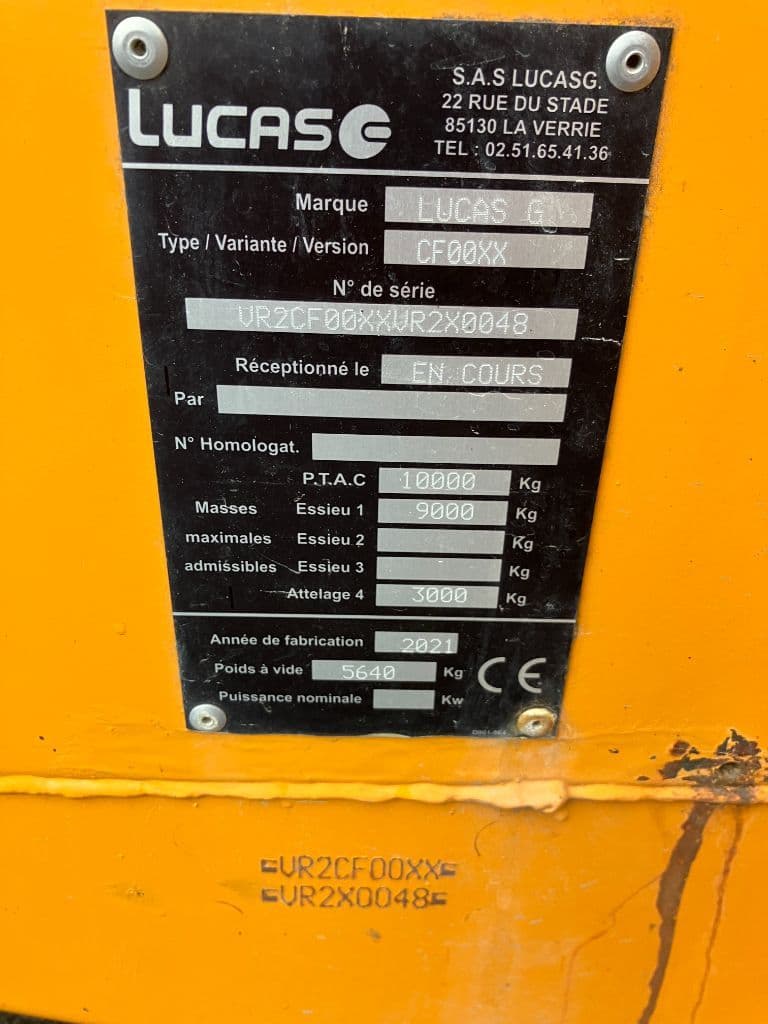 LUCASG
S.A.S LUCASG.
22 RUE DU STADE
85130 LA VERRIE
TEL : 02.51.65.41.36
Marque LUCAS G
Type / Variante / Version CF00XX
N° de série
VR2CF00XXVR2X0048
Réceptionné le EN COURS
Par
N° Homologat.
P.T.A.C 10000 Kg
Masses Essieu 1 9000 Kg
maximales Essieu 2 Kg
admissibles Essieu 3 Kg
Attelage 4 3000 Kg
Année de fabrication 2021
Poids à vide 5640 Kg CE
Puissance nominale Kw
VR2CF00XX
VR2X0048